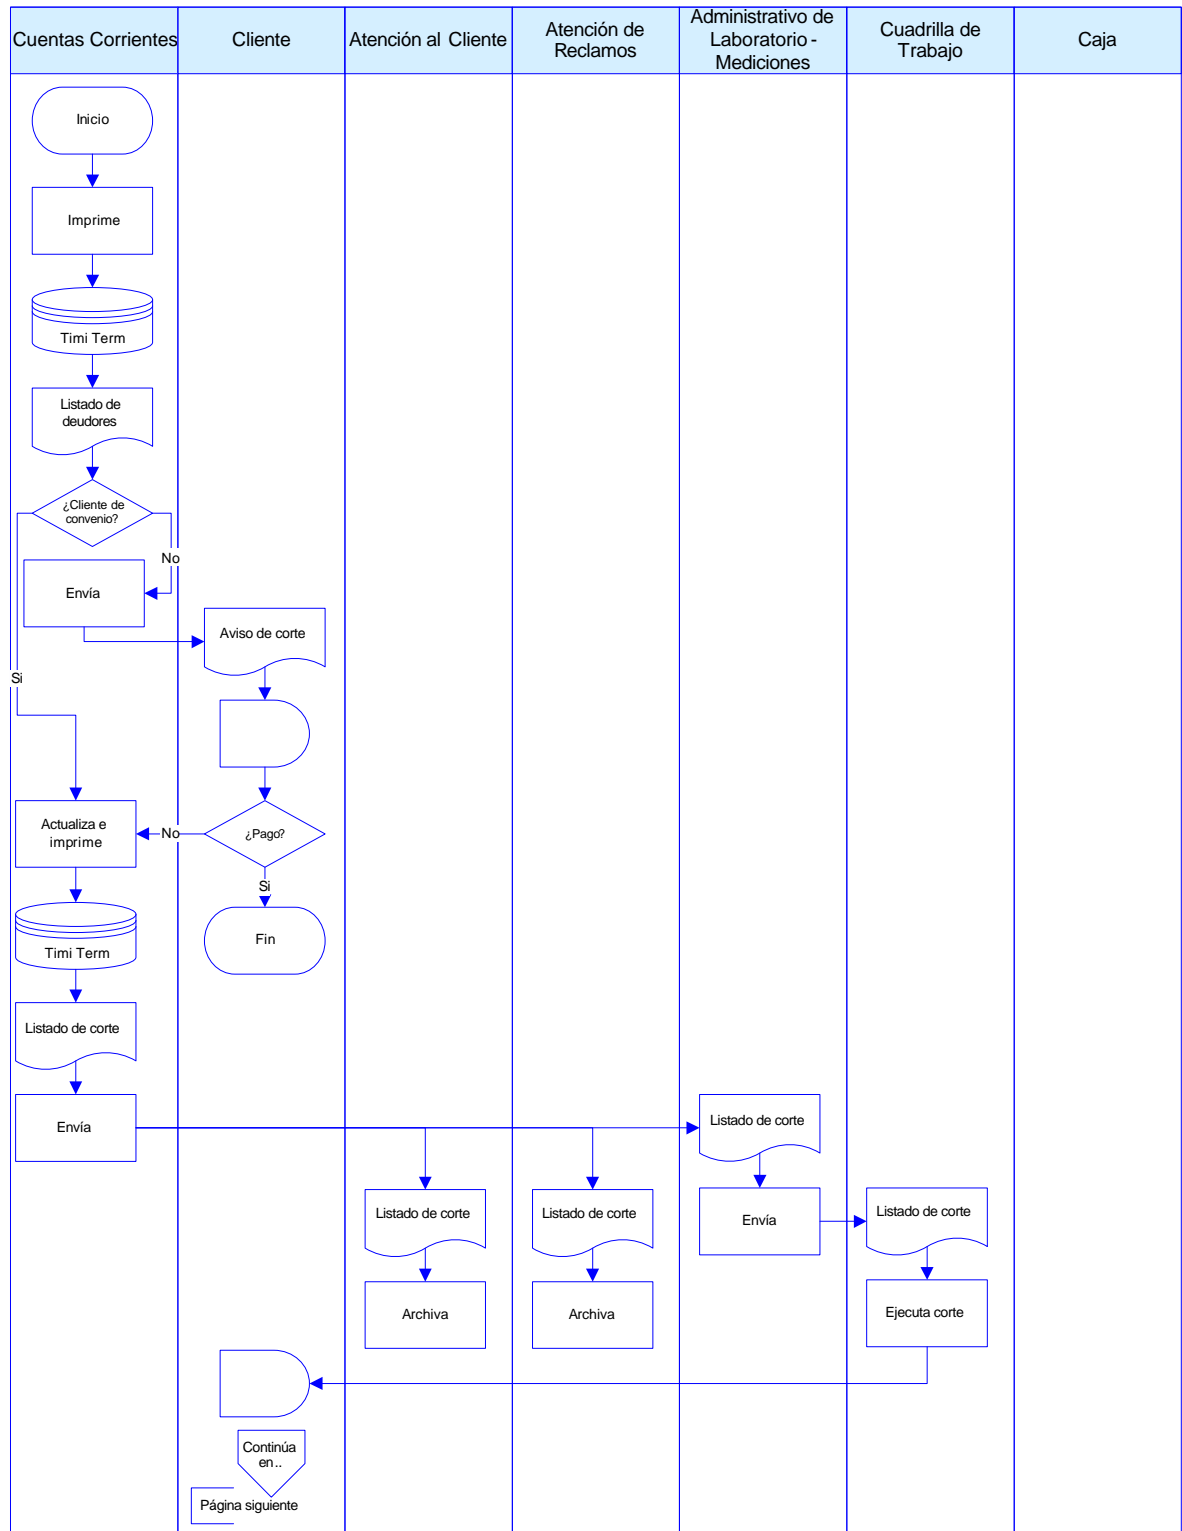 Cuentas Corrientes
Cliente
Atención al Cliente
Atención de
Reclamos
Administrativo de
Laboratorio -
Mediciones
Cuadrilla de
Trabajo
Caja
Inicio
Imprime
Timi Term
Listado de
deudores
¿Cliente de
convenio?
No
Envía
Aviso de corte
Si
Actualiza e
imprime
No
¿Pago?
Si
Timi Term
Fin
Listado de corte
Envía
Listado de corte
Listado de corte
Listado de corte
Envía
Listado de corte
Archiva
Archiva
Ejecuta corte
Continúa
en..
Página siguiente